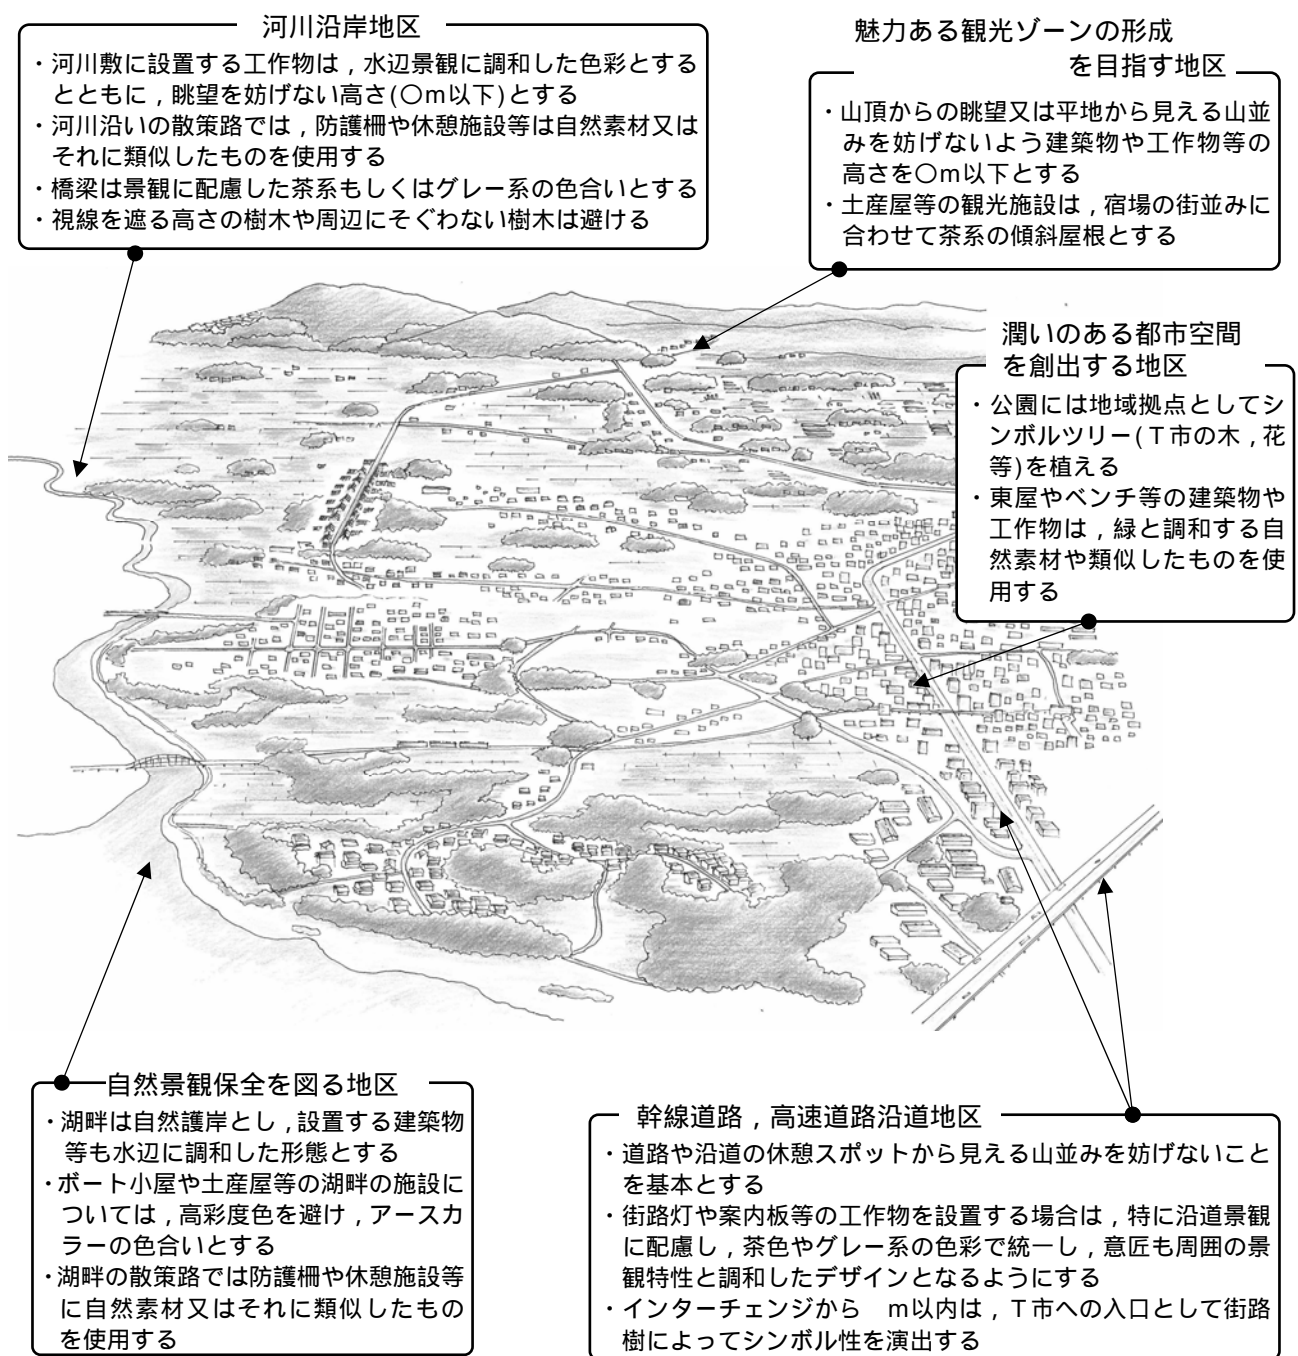 河川沿岸地区
・河川敷に設置する工作物は，水辺景観に調和した色彩とする
とともに，眺望を妨げない高さ(○ｍ以下)とする
・河川沿いの散策路では，防護柵や休憩施設等は自然素材又は
それに類似したものを使用する
・橋梁は景観に配慮した茶系もしくはグレー系の色合いとする
・視線を遮る高さの樹木や周辺にそぐわない樹木は避ける
魅力ある観光ゾーンの形成
を目指す地区
・山頂からの眺望又は平地から見える山並
みを妨げないよう建築物や工作物等の
高さを○ｍ以下とする
・土産屋等の観光施設は，宿場の街並みに
合わせて茶系の傾斜屋根とする
潤いのある都市空間
を創出する地区
・公園には地域拠点としてシ
ンボルツリー(Ｔ市の木，花
等)を植える
・東屋やベンチ等の建築物や
工作物は，緑と調和する自
然素材や類似したものを使
用する
自然景観保全を図る地区
・湖畔は自然護岸とし，設置する建築物
等も水辺に調和した形態とする
・ボート小屋や土産屋等の湖畔の施設に
ついては，高彩度色を避け，アースカ
ラーの色合いとする
・湖畔の散策路では防護柵や休憩施設等
に自然素材又はそれに類似したもの
を使用する
幹線道路，高速道路沿道地区
・道路や沿道の休憩スポットから見える山並みを妨げないこと
を基本とする
・街路灯や案内板等の工作物を設置する場合は，特に沿道景観
に配慮し，茶色やグレー系の色彩で統一し，意匠も周囲の景
観特性と調和したデザインとなるようにする
・インターチェンジから　ｍ以内は，Ｔ市への入口として街路
樹によってシンボル性を演出する